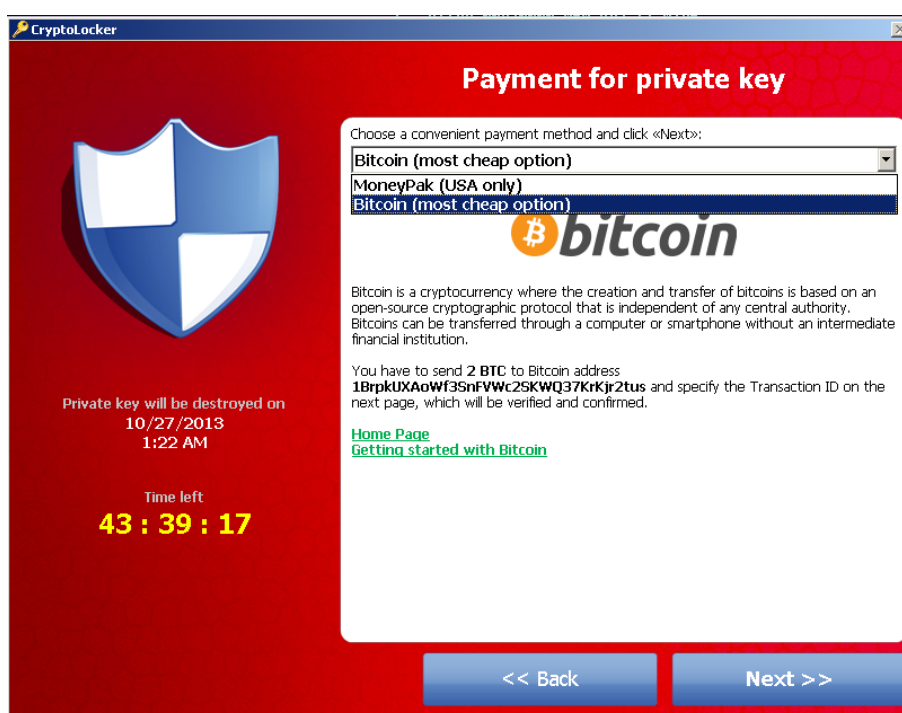 CryptoLocker
Payment for private key
Choose a convenient payment method and click «Next»:
Bitcoin (most cheap option)
MoneyPak (USA only)
Bitcoin (most cheap option)
bitcoin
Bitcoin is a cryptocurrency where the creation and transfer of bitcoins is based on an
open-source cryptographic protocol that is independent of any central authority.
Bitcoins can be transferred through a computer or smartphone without an intermediate
financial institution.
You have to send 2 BTC to Bitcoin address
1BrpkUXAoWf3SnFVWc2SKWQ37KrKjr2tus and specify the Transaction ID on the
next page, which will be verified and confirmed.
Home Page
Getting started with Bitcoin
Private key will be destroyed on
10/27/2013
1:22 AM
Time left
43 : 39 : 17
<< Back
Next >>